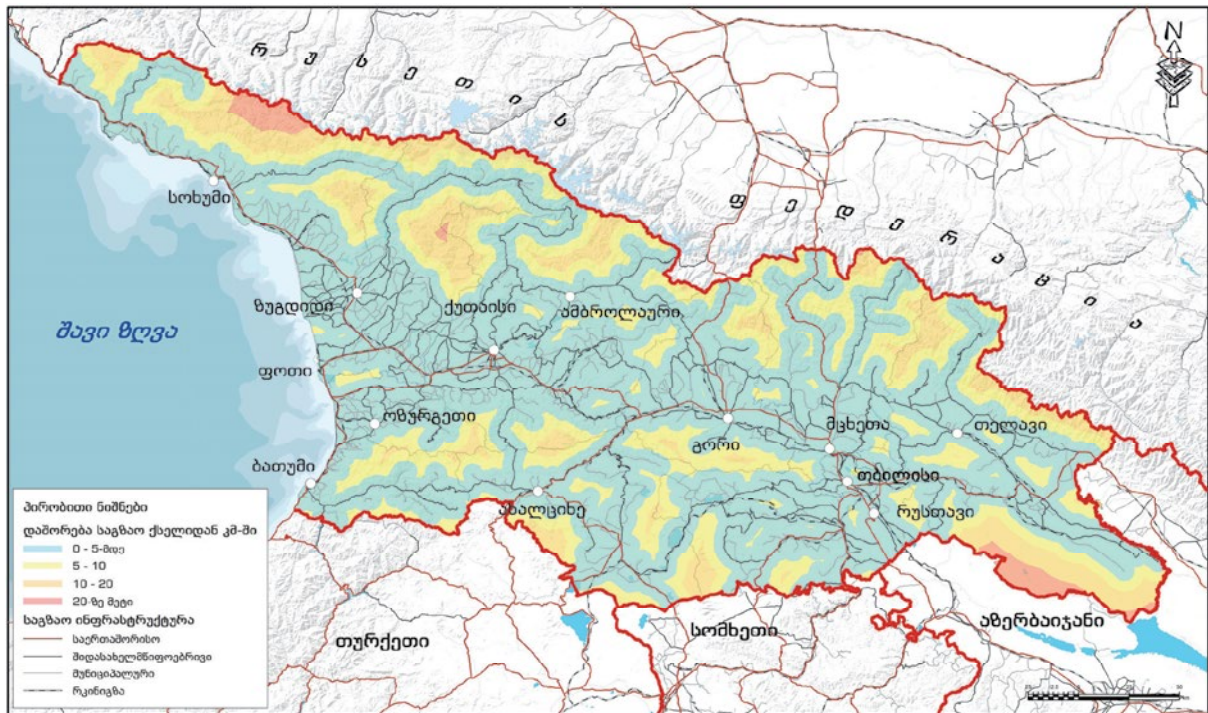 N
რუსეთის
ფედერაცია
სოხუმი
ზუგდიდი
ქუთაისი
ამბროლაური
შავი ზღვა
ფოთი
ოზურგეთი
გორი
მცხეთა
თელავი
ბათუმი
ახალციხე
თბილისი
რუსთავი
პირობითი ნიშნები
დაშორება საგზაო ქსელიდან კმ-ში
0 - 5-მდე
5 - 10
10 - 20
20-ზე მეტი
საგზაო ინფრასტრუქტურა
საერთაშორისო
შიდასახელმწიფოებრივი
მუნიციპალური
რკინიგზა
თურქეთი
სომხეთი
აზერბაიჯანი